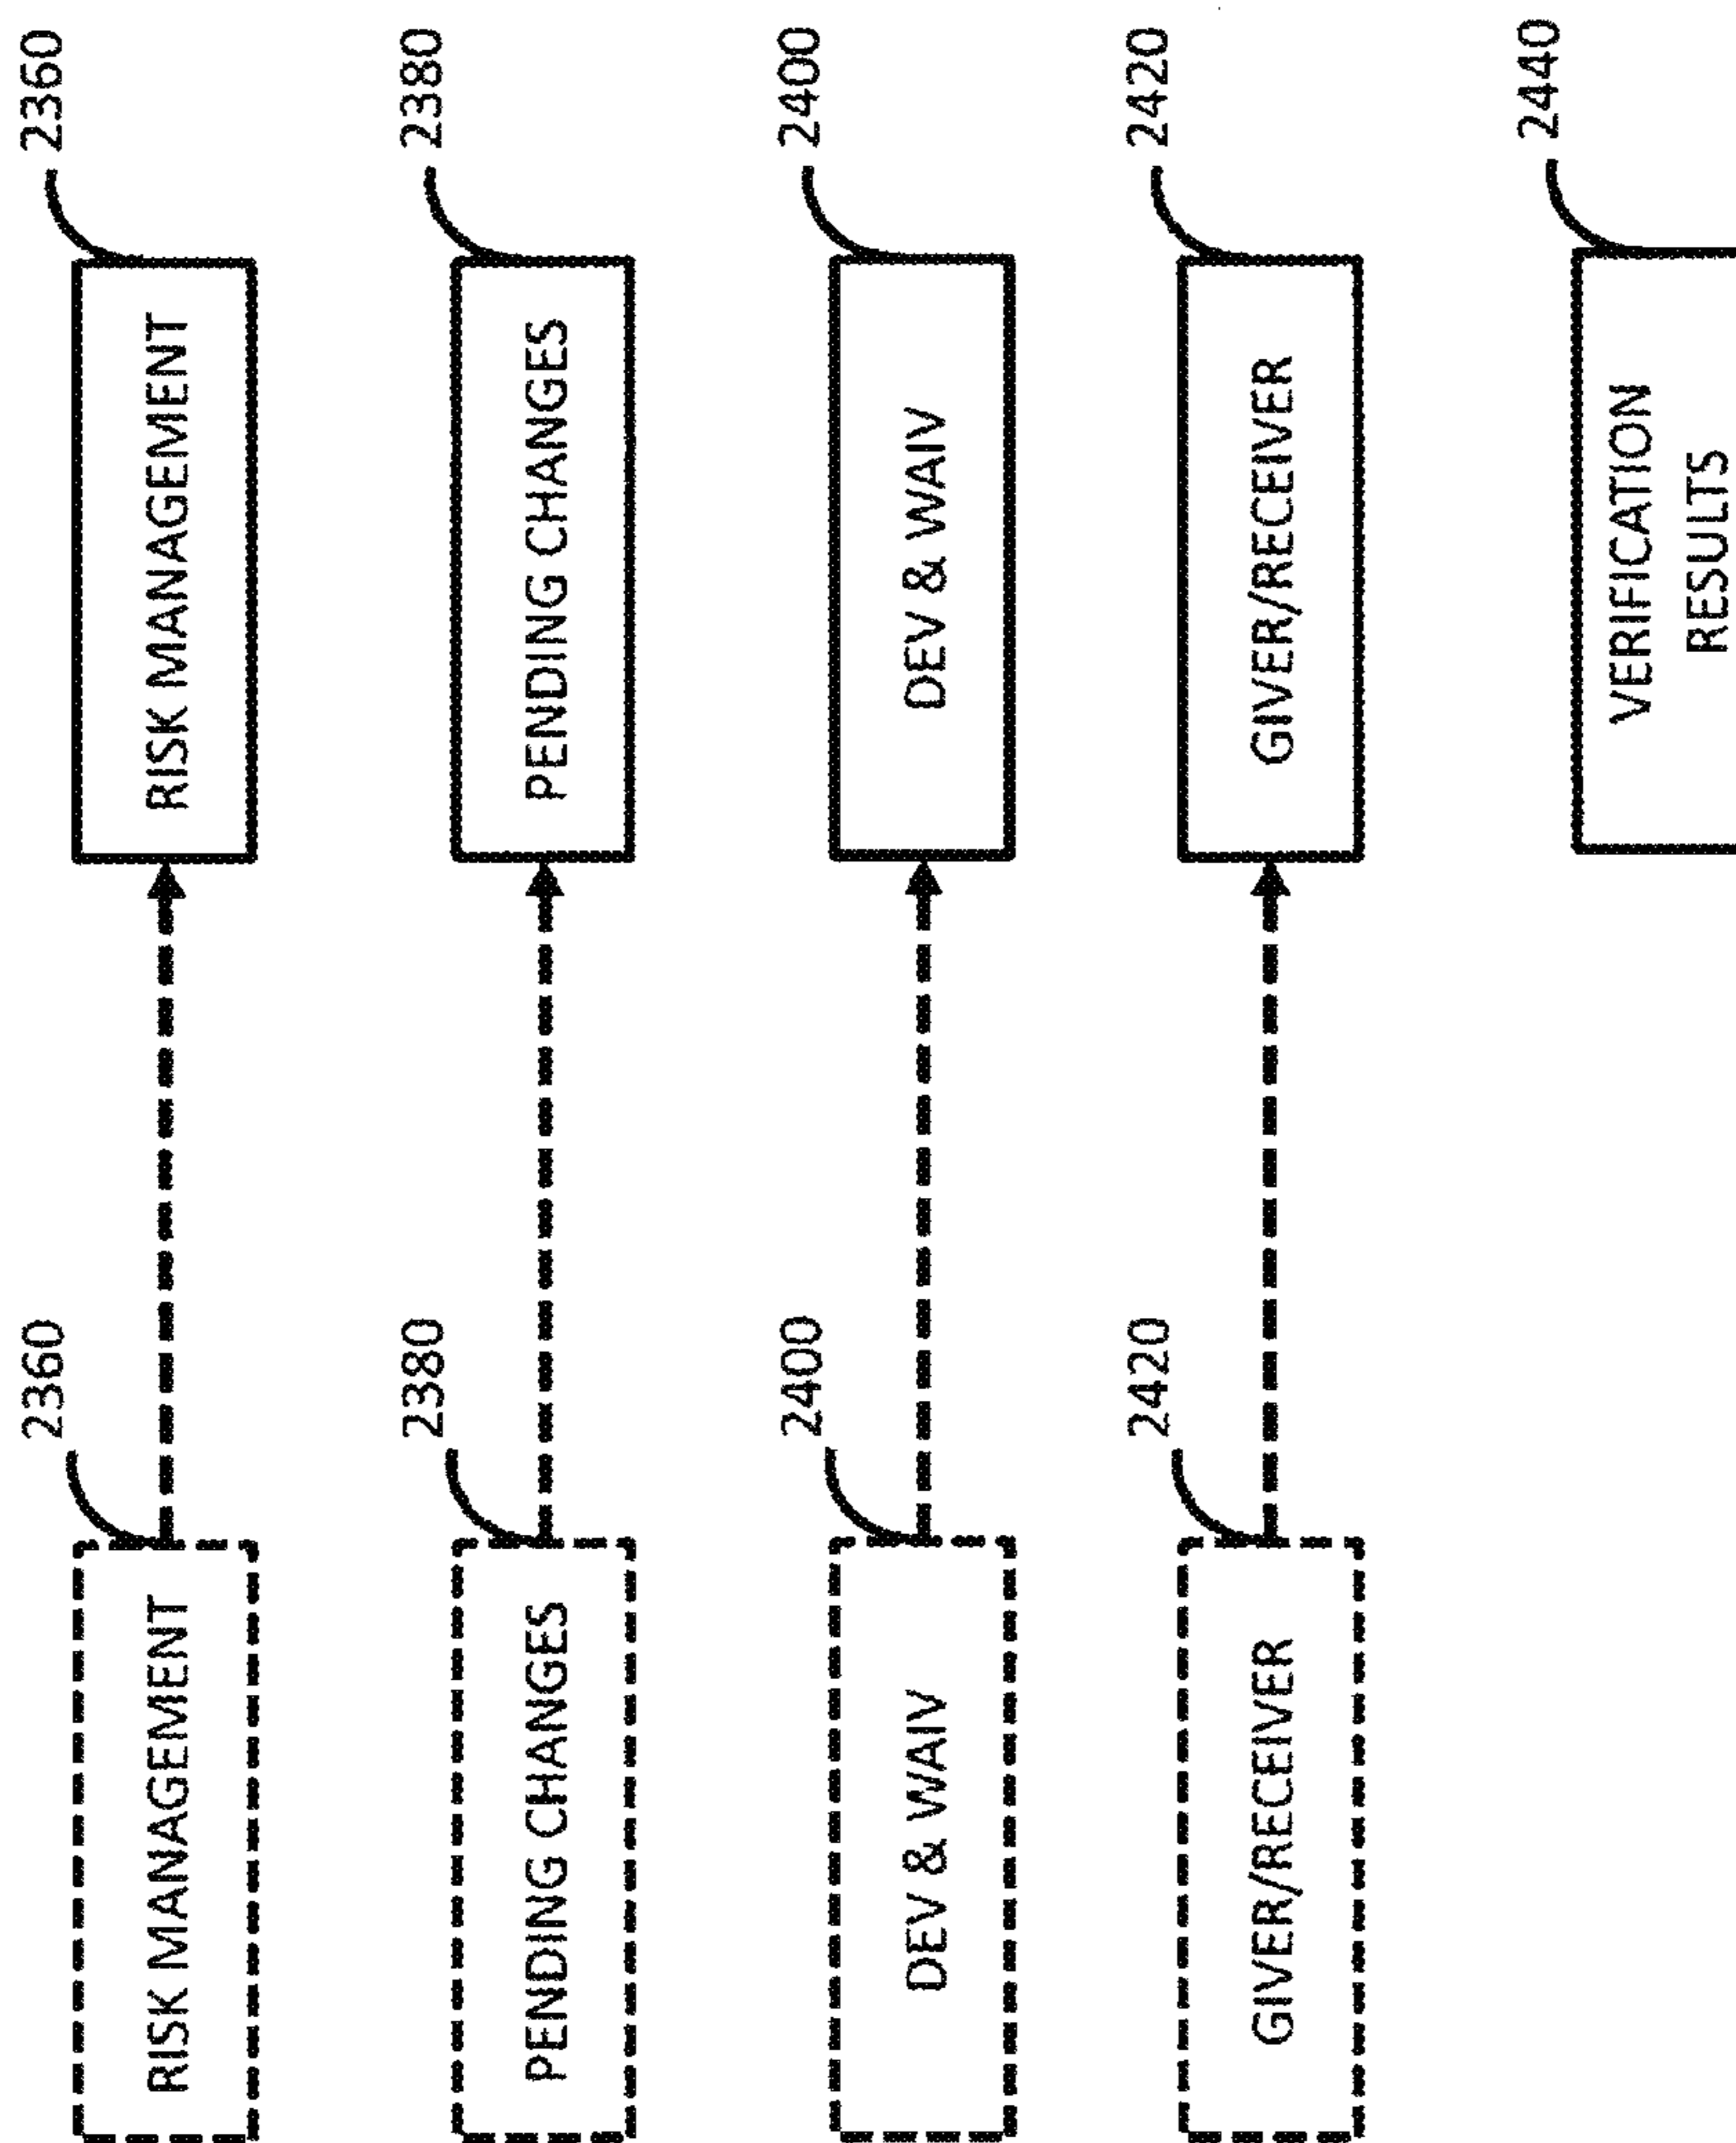 2360
2360
RISK MANAGEMENT
RISK MANAGEMENT
2380
2380
PENDING CHANGES
PENDING CHANGES
2400
2400
DEV & WAIV
DEV & WAIV
2420
2420
GIVER/RECEIVER
GIVER/RECEIVER
2440
VERIFICATION
RESULTS